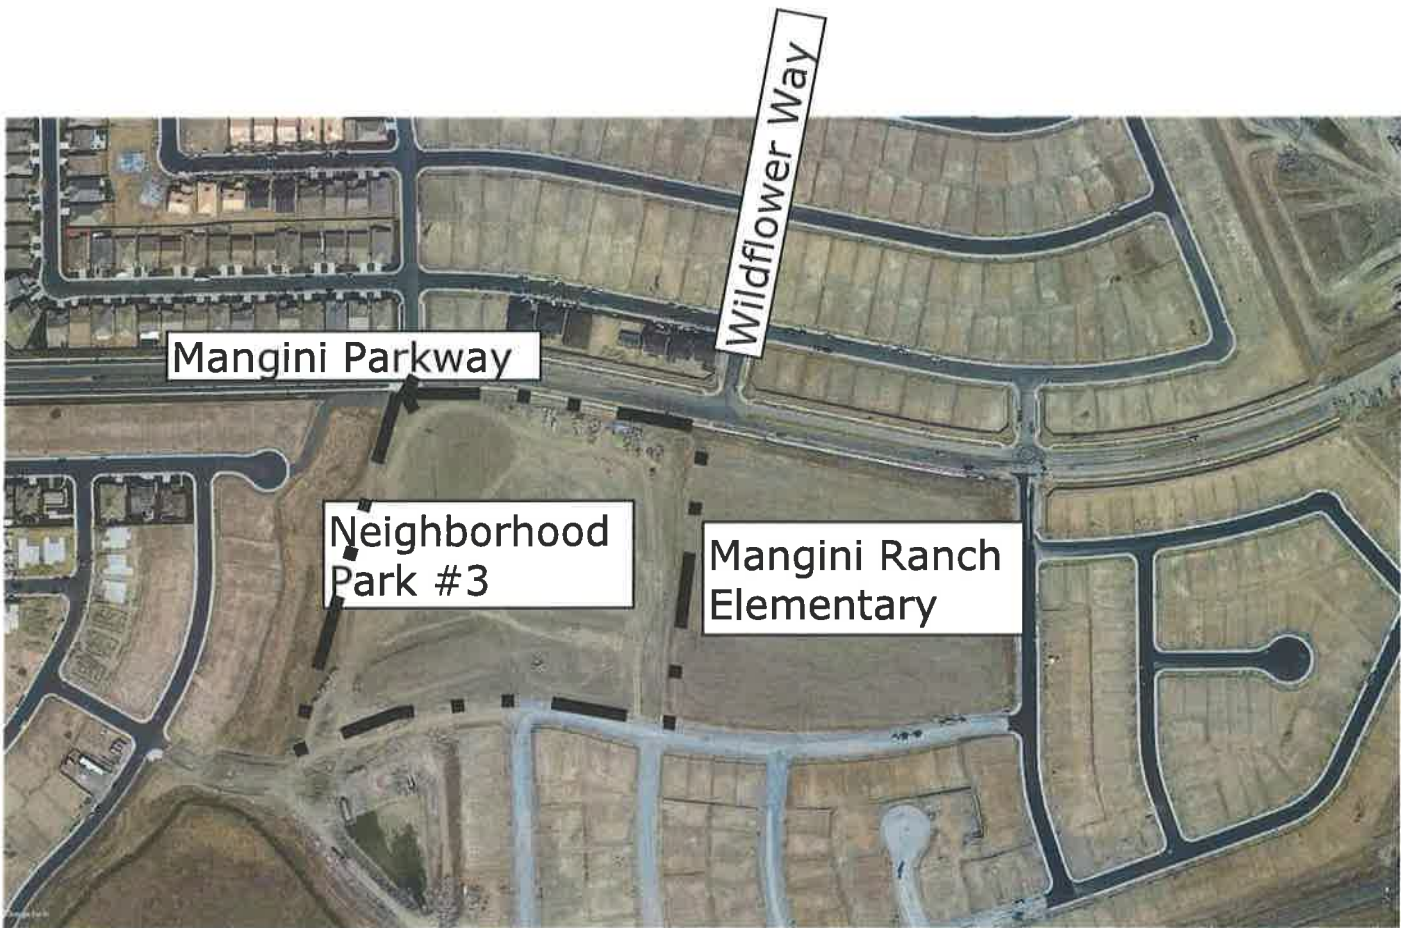 Wildflower Way
Mangini Parkway
Neighborhood
Park #3
Mangini Ranch
Elementary